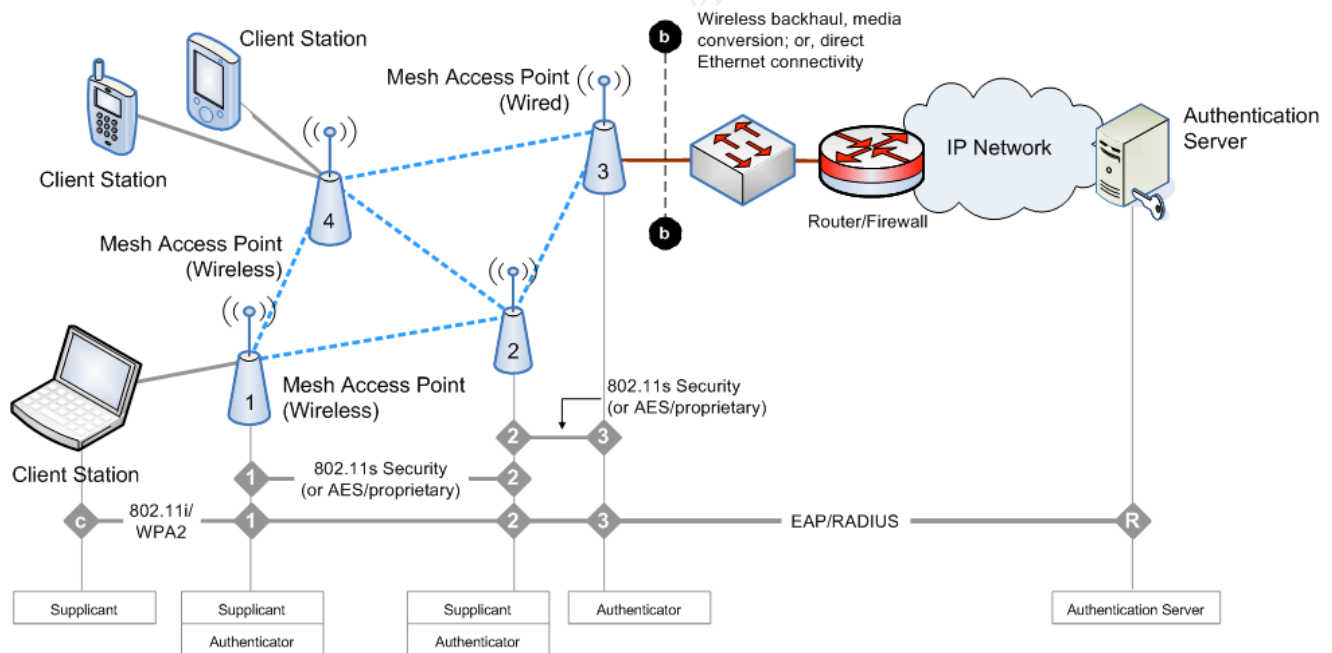 Client Station
Client Station
Mesh Access Point
(Wired)
b
Wireless backhaul, media
conversion; or, direct
Ethernet connectivity
3
4
IP Network
Authentication
Server
Router/Firewall
b
Mesh Access Point
(Wireless)
2
1
Mesh Access Point
(Wireless)
Client Station
802.11s Security
(or AES/proprietary)
2
3
1
802.11s Security
(or AES/proprietary)
2
c
802.11i/
WPA2
1
2
3
EAP/RADIUS
R
Supplicant
Supplicant
Authenticator
Supplicant
Authenticator
Authenticator
Authentication Server